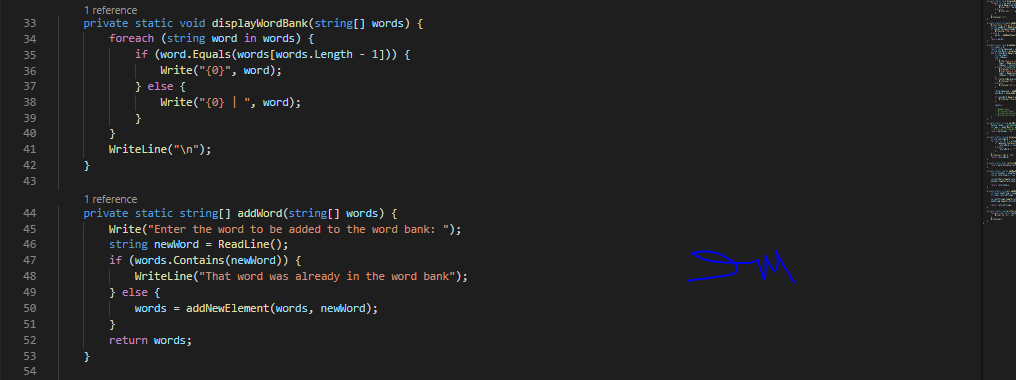 1 reference
33 private static void displayWordBank(string[] words) {
34 foreach (string word in words) {
35 if (word.Equals(words[words.Length - 1])) {
36 Write("{0}", word);
37 } else {
38 Write("{0} | ", word);
39 }
40 }
41 WriteLine("\n");
42 }
43
1 reference
44 private static string[] addWord(string[] words) {
45 Write("Enter the word to be added to the word bank: ");
46 string newWord = ReadLine();
47 if (words.Contains(newWord)) {
48 WriteLine("That word was already in the word bank");
49 } else {
50 words = addNewElement(words, newWord);
51 }
52 return words;
53 }
54